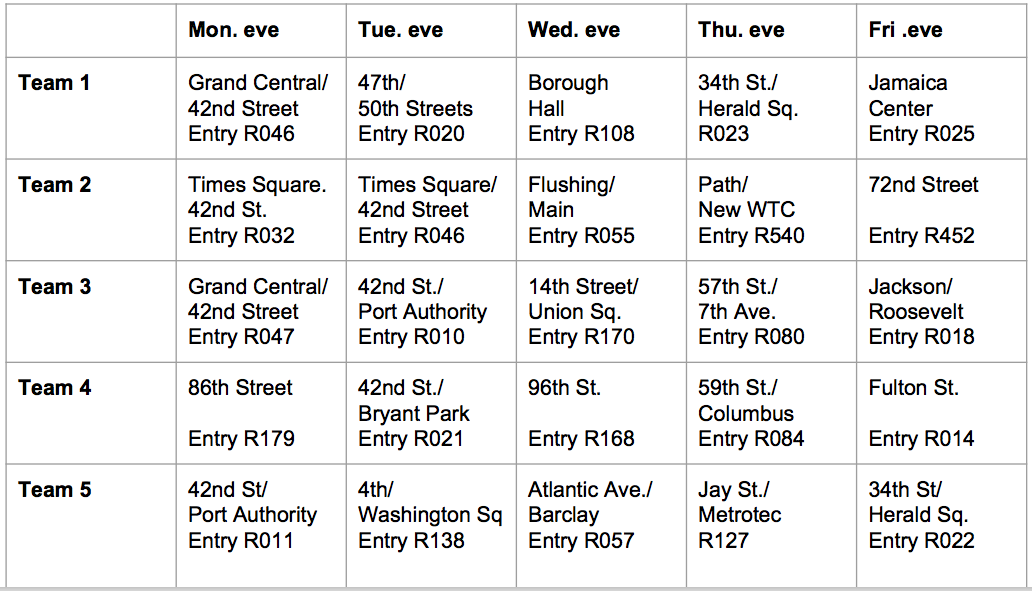 Mon. eve
Tue. eve
Wed. eve
Thu. eve
Fri .eve
Team 1
Grand Central/
42nd Street
Entry R046
47th/
50th Streets
Entry R020
Borough
Hall
Entry R108
34th St./
Herald Sq.
R023
Jamaica
Center
Entry R025
Team 2
Times Square.
42nd St.
Entry R032
Times Square/
42nd Street
Entry R046
Flushing/
Main
Entry R055
Path/
New WTC
Entry R540
72nd Street
Entry R452
Team 3
Grand Central/
42nd Street
Entry R047
42nd St./
Port Authority
Entry R010
14th Street/
Union Sq.
Entry R170
57th St./
7th Ave.
Entry R080
Jackson/
Roosevelt
Entry R018
Team 4
86th Street
Entry R179
42nd St./
Bryant Park
Entry R021
96th St.
Entry R168
59th St./
Columbus
Entry R084
Fulton St.
Entry R014
Team 5
42nd St/
Port Authority
Entry R011
4th/
Washington Sq
Entry R138
Atlantic Ave./
Barclay
Entry R057
Jay St./
Metrotec
R127
34th St/
Herald Sq.
Entry R022